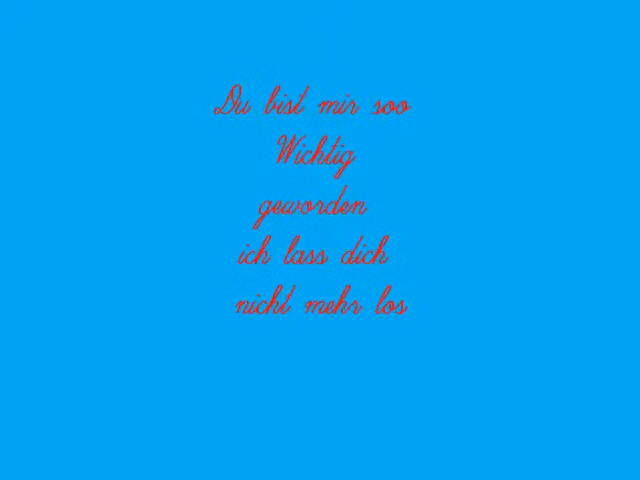 Du bist mir soo
Wichtig
geworden
ich lass dich
nicht mehr los